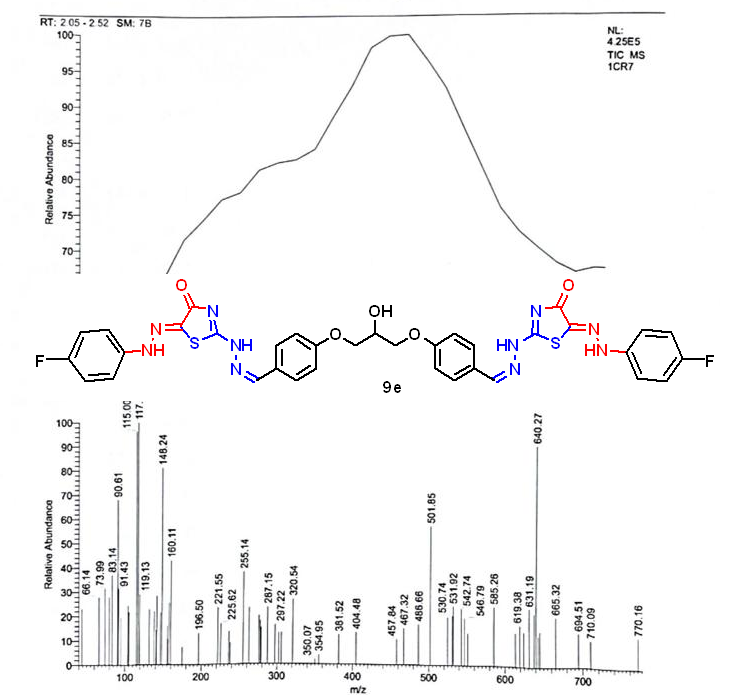 RT: 2.05 - 2.52 SM: 7B
NL:
4.25E5
TIC MS
1CR7
Relative Abundance
100
95
90
85
80
75
70
O
O
OH
N
N
N
N
O
O
F
NH
S
NH
HN
S
HN
F
N
N
9e
Relative Abundance
100
90
80
70
60
50
40
30
20
10
0
66.14
73.99
83.14
90.61
91.43
115.00
117.
119.13
148.24
160.11
196.50
221.55
225.62
255.14
287.15
297.22
320.54
350.07
354.95
381.52
404.48
457.84
467.32
486.66
501.85
530.74
531.92
542.74
546.79
585.26
619.38
631.19
640.27
665.32
694.51
710.09
770.16
100
200
300
400
500
600
700
m/z